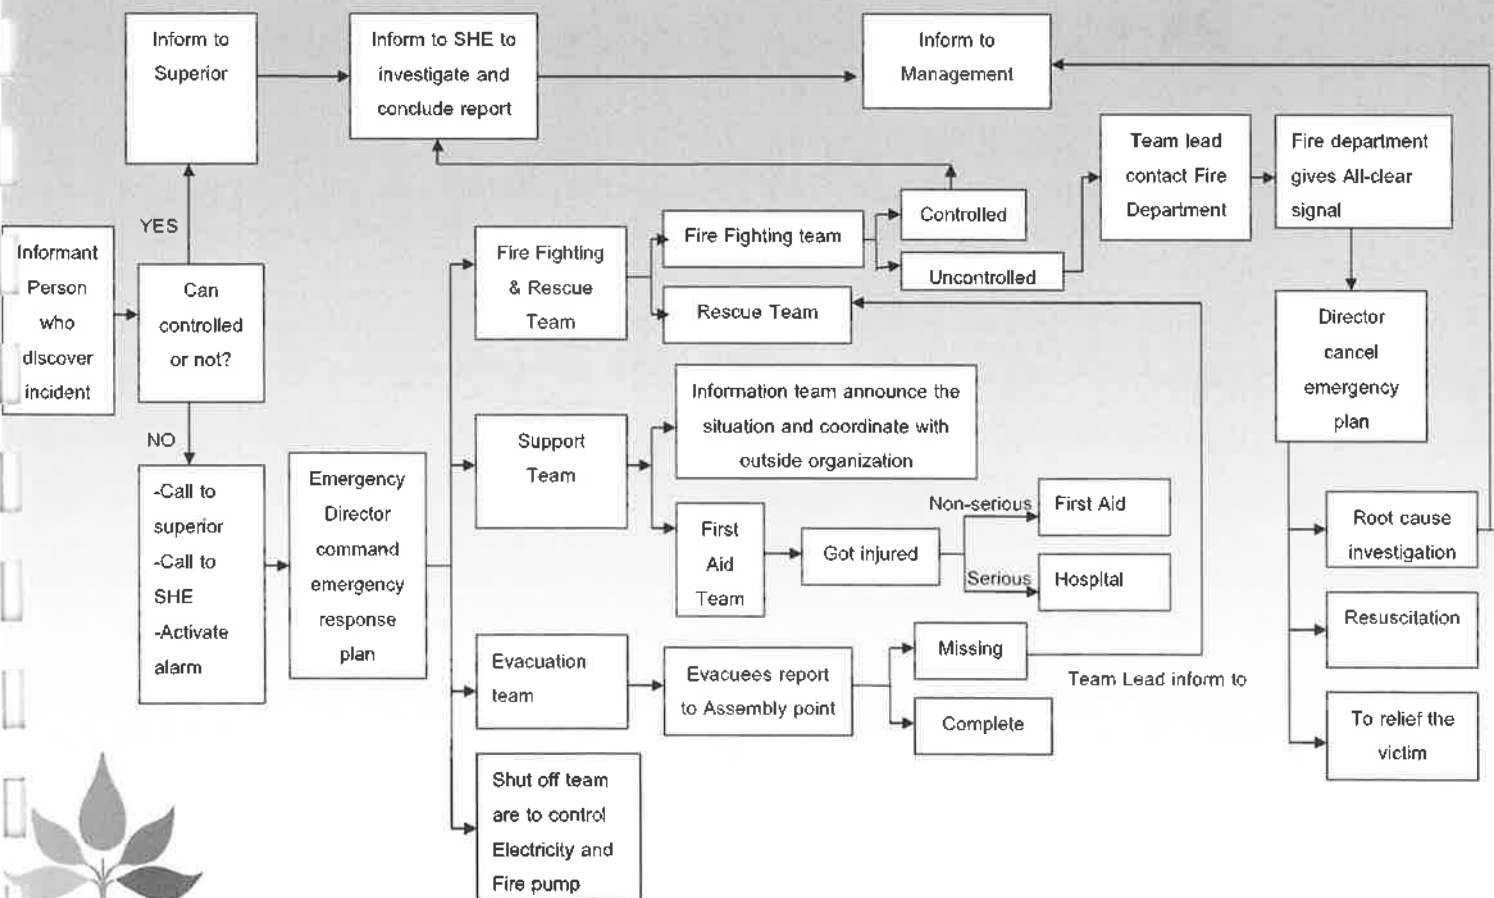 Inform to
Superior
Inform to SHE to
investigate and
conclude report
Inform to
Management
Team lead
contact Fire
Department
Fire department
gives All-clear
signal
YES
Informant
Person
who
discover
incident
Can
controlled
or not?
NO
-Call to
superior
-Call to
SHE
-Activate
alarm
Emergency
Director
command
emergency
response
plan
Fire Fighting
& Rescue
Team
Fire Fighting team
Controlled
Uncontrolled
Rescue Team
Director
cancel
emergency
plan
Support
Team
Information team announce the
situation and coordinate with
outside organization
First
Aid
Team
Got injured
Non-serious
First Aid
Serious
Hospital
Root cause
investigation
Resuscitation
To relief the
victim
Evacuation
team
Evacuees report
to Assembly point
Missing
Complete
Team Lead inform to
Shut off team
are to control
Electricity and
Fire pump